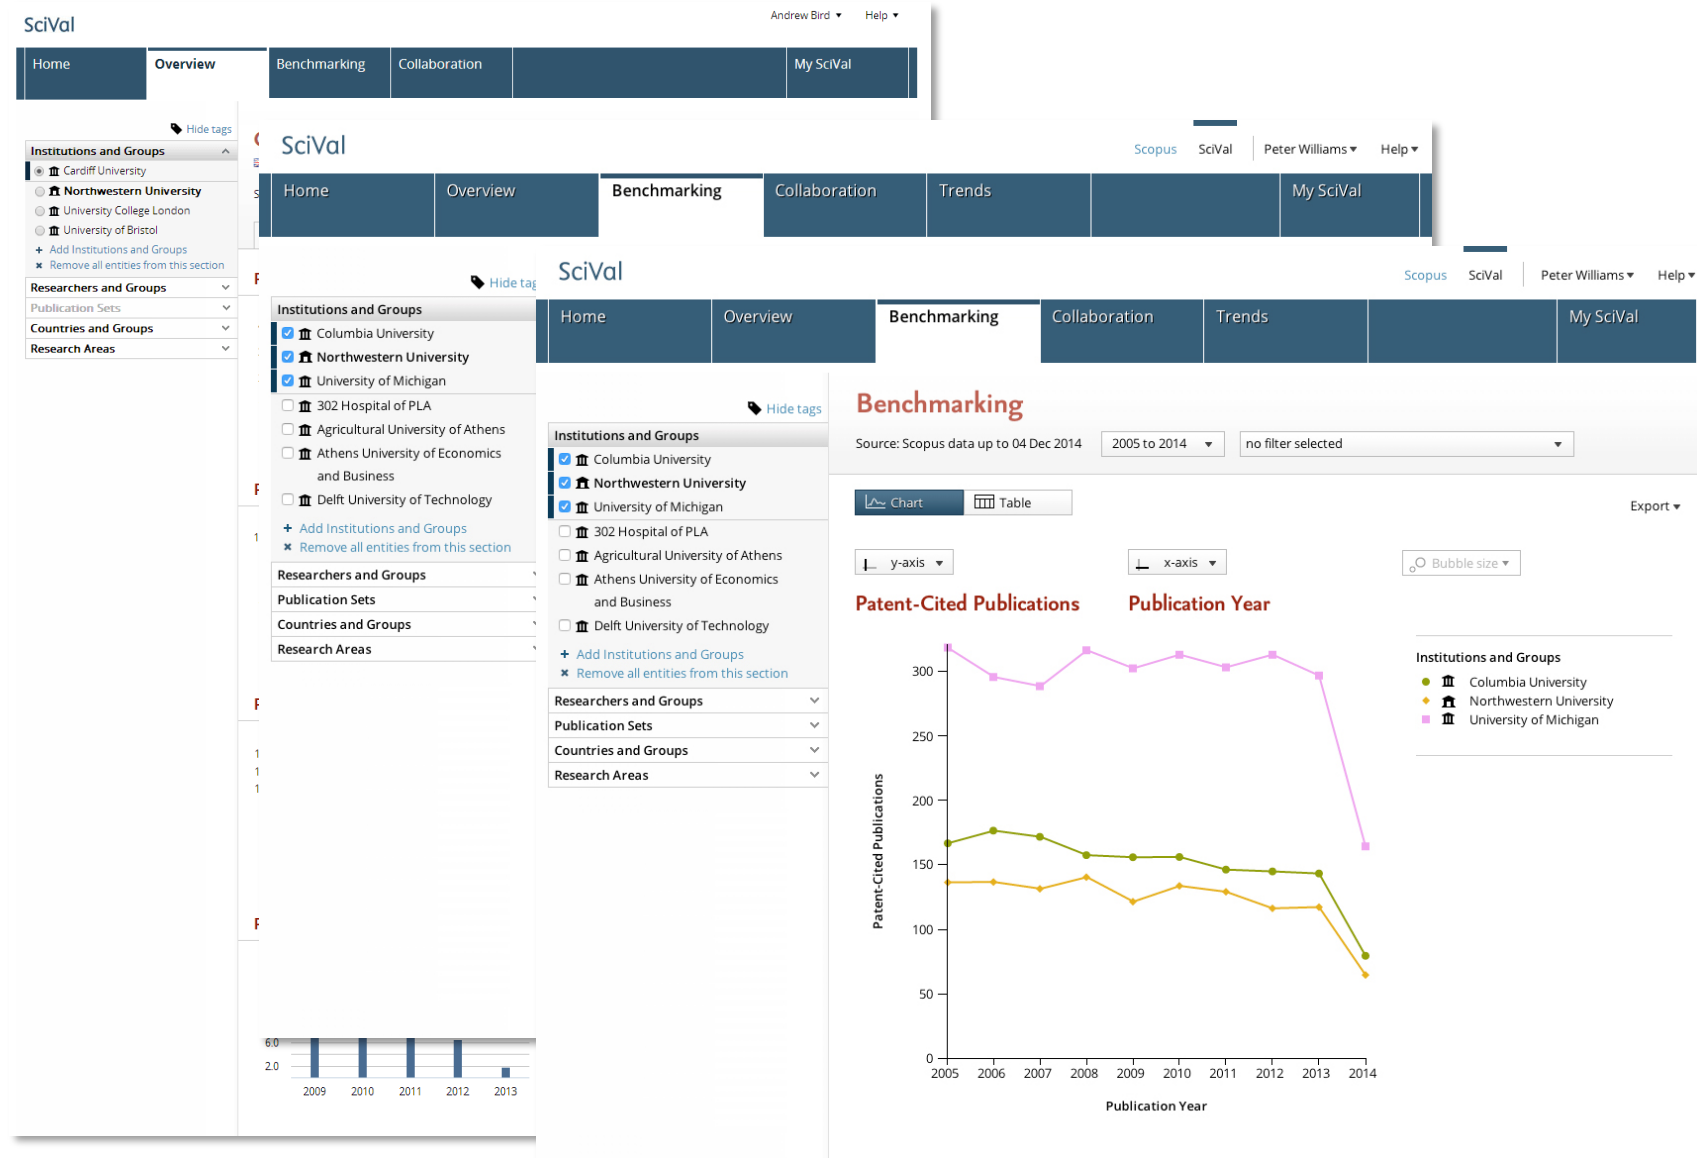 SciVal
Andrew Bird
Help
Home
Overview
Benchmarking
Collaboration
My SciVal
Hide tags
Institutions and Groups
Cardiff University
Northwestern University
University College London
University of Bristol
+ Add Institutions and Groups
× Remove all entities from this section
Researchers and Groups
Publication Sets
Countries and Groups
Research Areas
6.0
2.0
2009 2010 2011 2012 2013
SciVal
Scopus
SciVal
Peter Williams
Help
Home
Overview
Benchmarking
Collaboration
Trends
My SciVal
Hide
Institutions and Groups
Columbia University
Northwestern University
University of Michigan
302 Hospital of PLA
Agricultural University of Athens
Athens University of Economics
and Business
Delft University of Technology
+ Add Institutions and Groups
× Remove all entities from this section
Researchers and Groups
Publication Sets
Countries and Groups
Research Areas
SciVal
Scopus
SciVal
Peter Williams
Help
Home
Overview
Benchmarking
Collaboration
Trends
My SciVal
Hide tags
Institutions and Groups
Columbia University
Northwestern University
University of Michigan
302 Hospital of PLA
Agricultural University of Athens
Athens University of Economics
and Business
Delft University of Technology
+ Add Institutions and Groups
× Remove all entities from this section
Researchers and Groups
Publication Sets
Countries and Groups
Research Areas
Benchmarking
Source: Scopus data up to 04 Dec 2014
2005 to 2014
no filter selected
Chart
Table
Export
y-axis
x-axis
Bubble size
Patent-Cited Publications
Publication Year
300
250
200
150
100
50
0
Patent-Cited Publications
2005 2006 2007 2008 2009 2010 2011 2012 2013 2014
Publication Year
Institutions and Groups
Columbia University
Northwestern University
University of Michigan